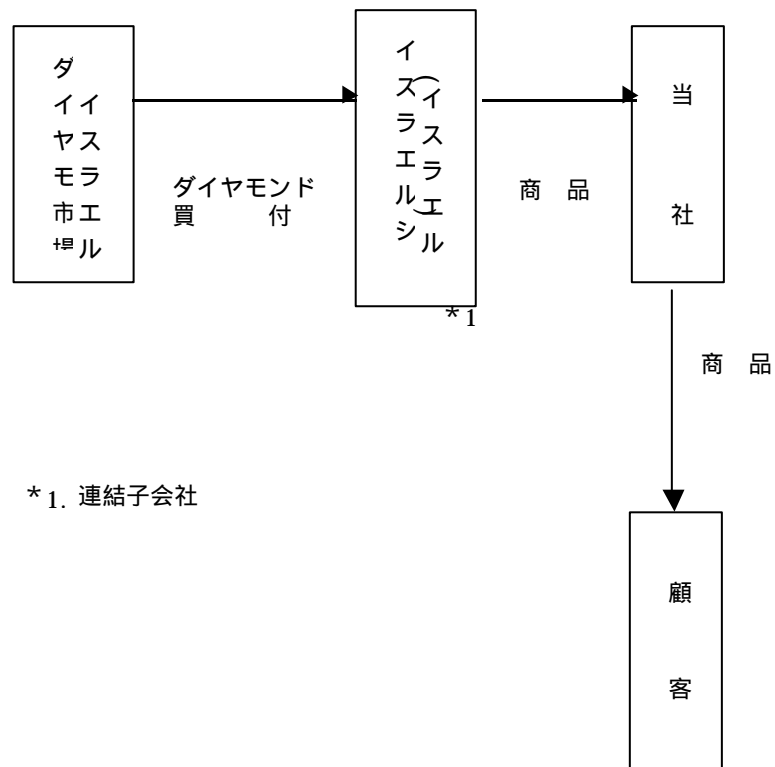 イスラエル
ダイヤモ市場
ダイヤモンド
買　付
イスラエルシ
(イスラエル)
*1
商 品
当社
商 品
顧客
*1. 連結子会社